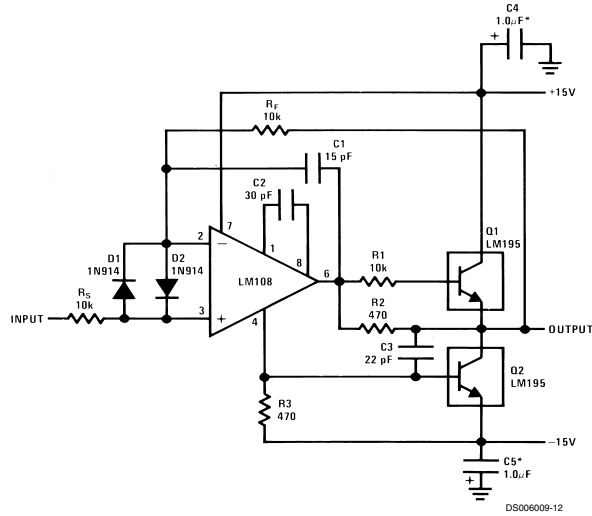 C4
1.0μF*
+
+15V
RF
10k
C1
15 pF
C2
30 pF
7
Q1
LM195
2
−
1
D1
1N914
D2
1N914
8
6
R1
10k
LM108
RS
10k
3
+
INPUT
4
R2
470
OUTPUT
C3
22 pF
Q2
LM195
R3
470
−15V
C5*
1.0μF
+
DS006009-12